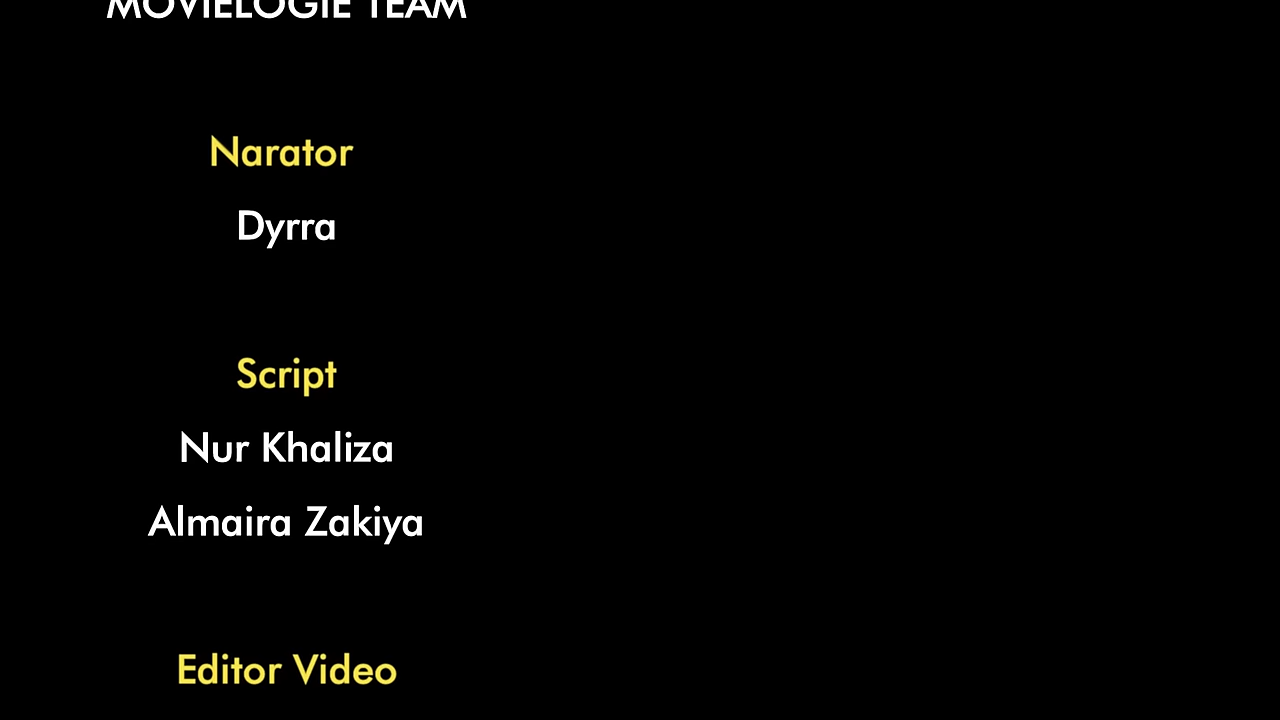 MOVIELOGIE TEAM
Narator
Dyrra
Script
Nur Khaliza
Almaira Zakiya
Editor Video